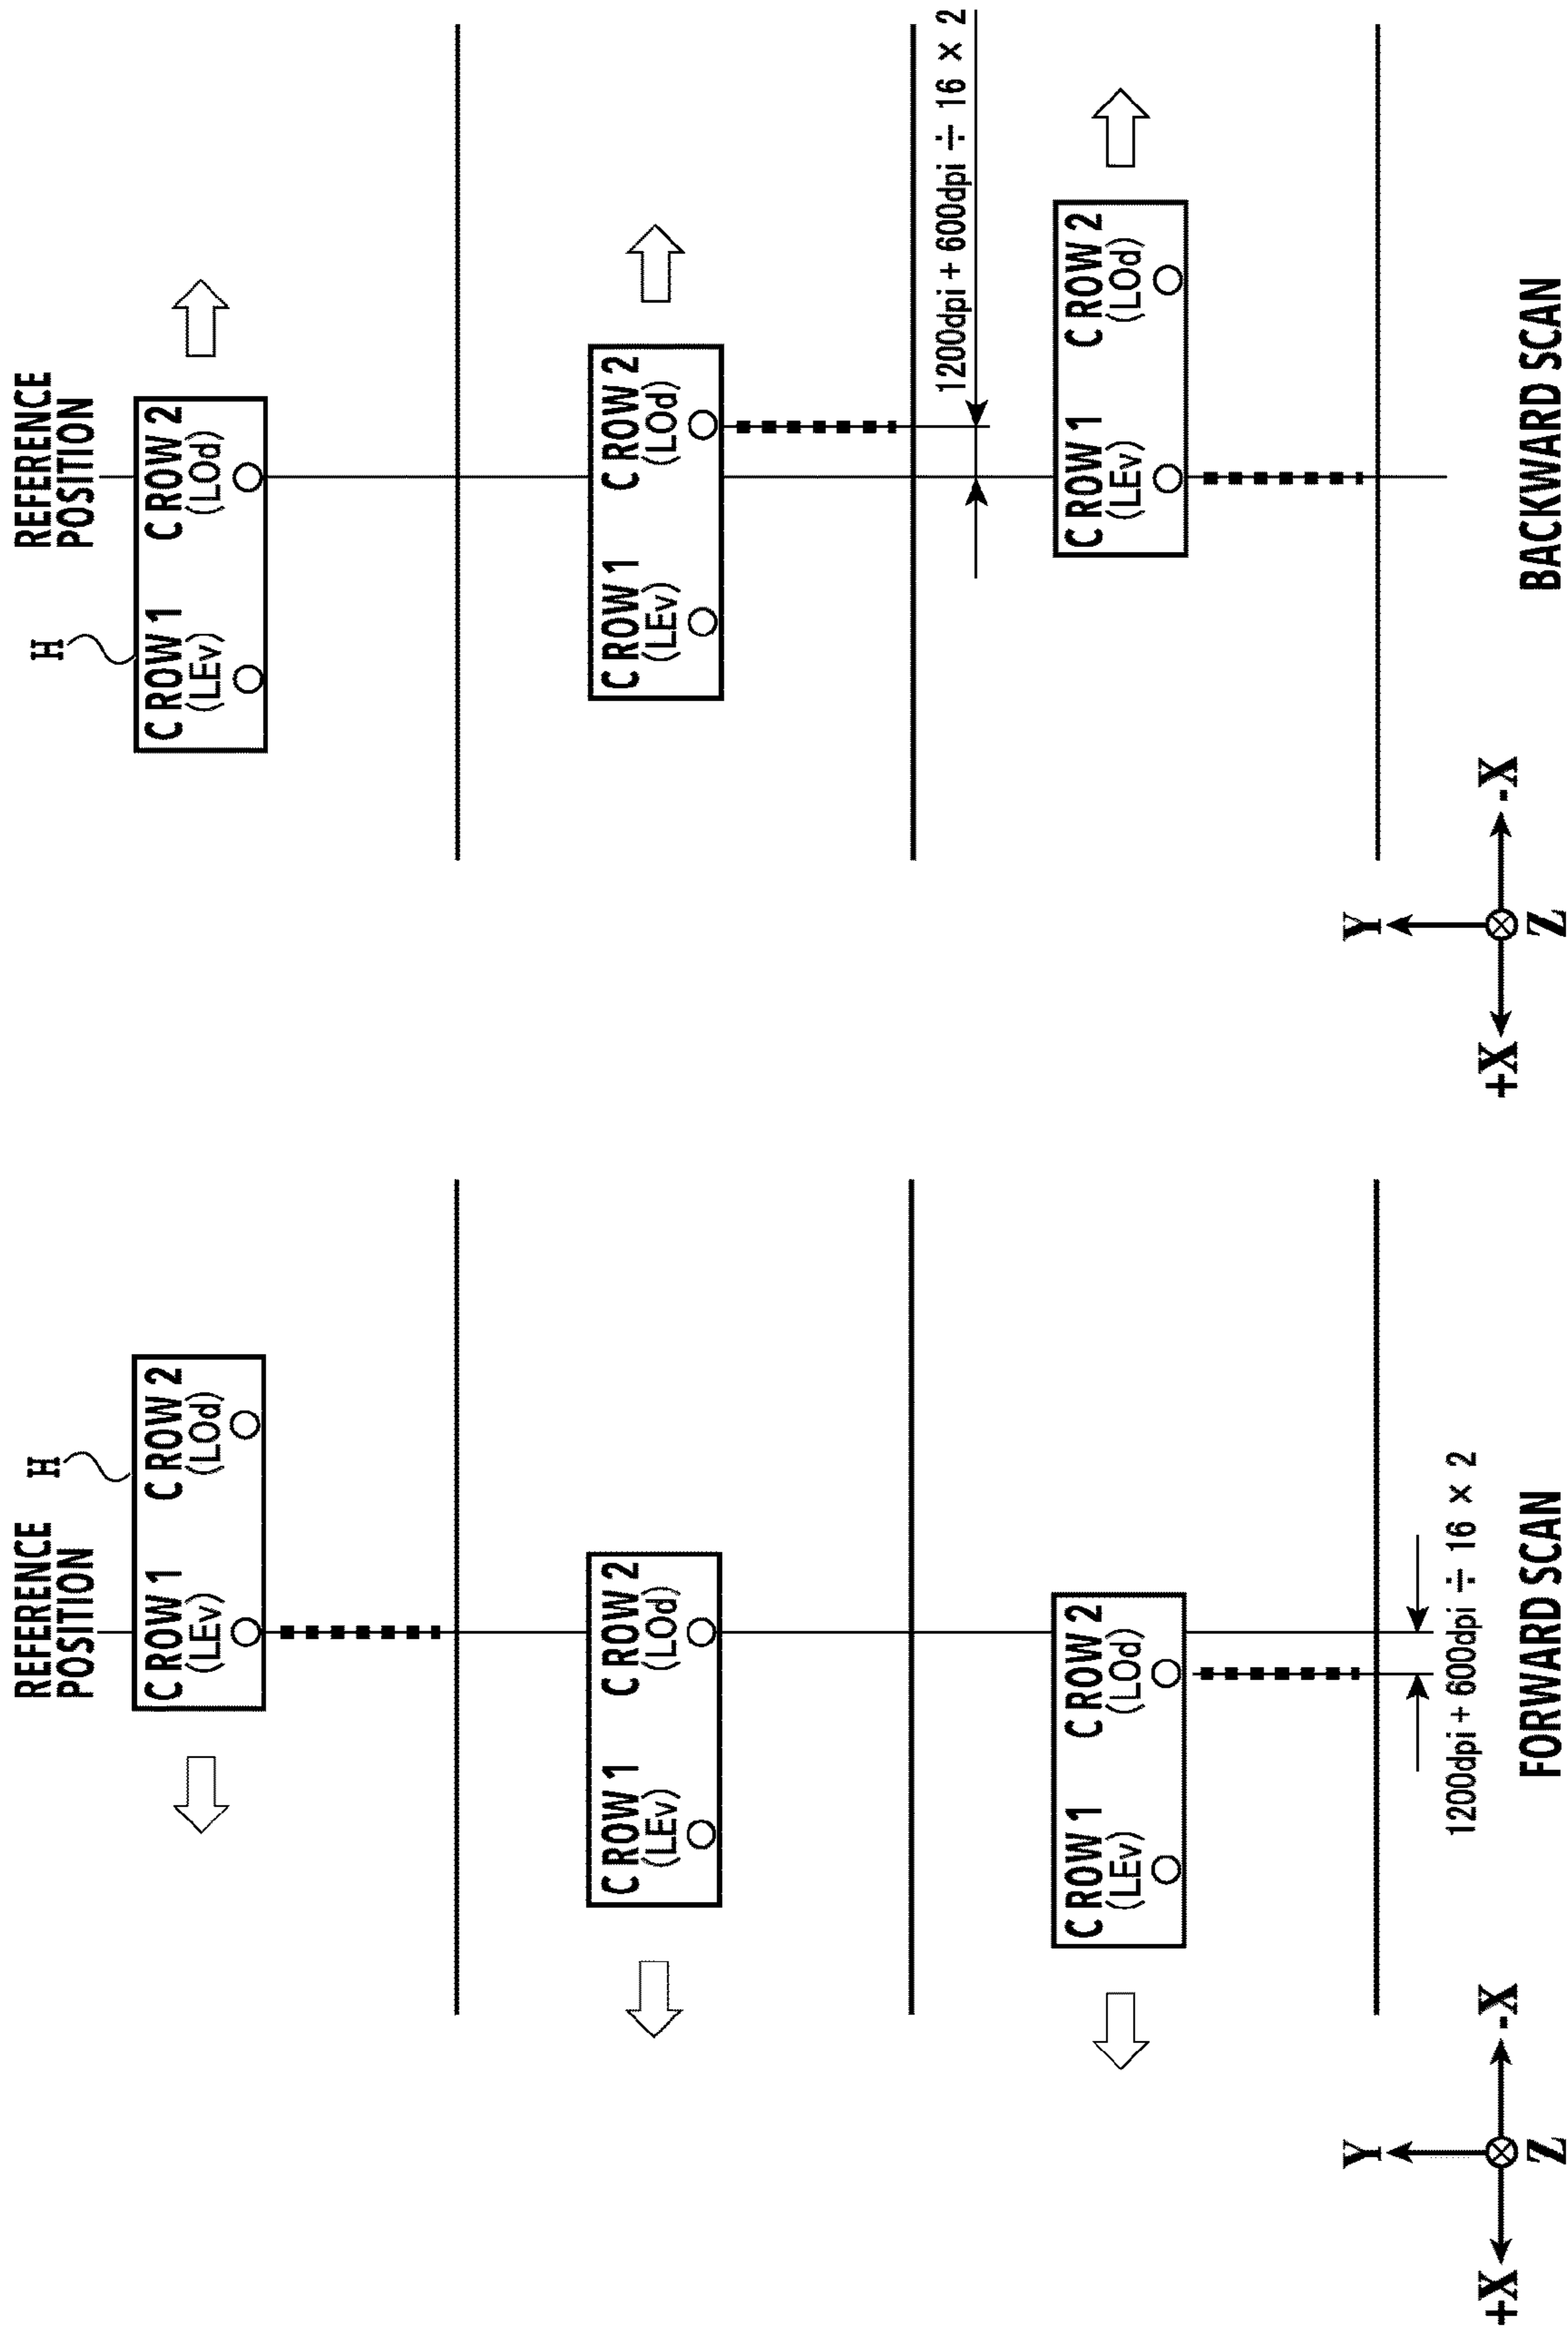 REFERENCE
POSITION
H
C ROW 1 C ROW 2
(LEv) (LOd)
C ROW 1 C ROW 2
(LEv) (LOd)
C ROW 1 C ROW 2
(LEv) (LOd)
1200dpi + 600dpi ÷ 16 × 2
Y
+X -X
Z
FORWARD SCAN
REFERENCE
POSITION
H
C ROW 1 C ROW 2
(LEv) (LOd)
C ROW 1 C ROW 2
(LEv) (LOd)
1200dpi + 600dpi ÷ 16 × 2
C ROW 1 C ROW 2
(LEv) (LOd)
Y
+X -X
Z
BACKWARD SCAN